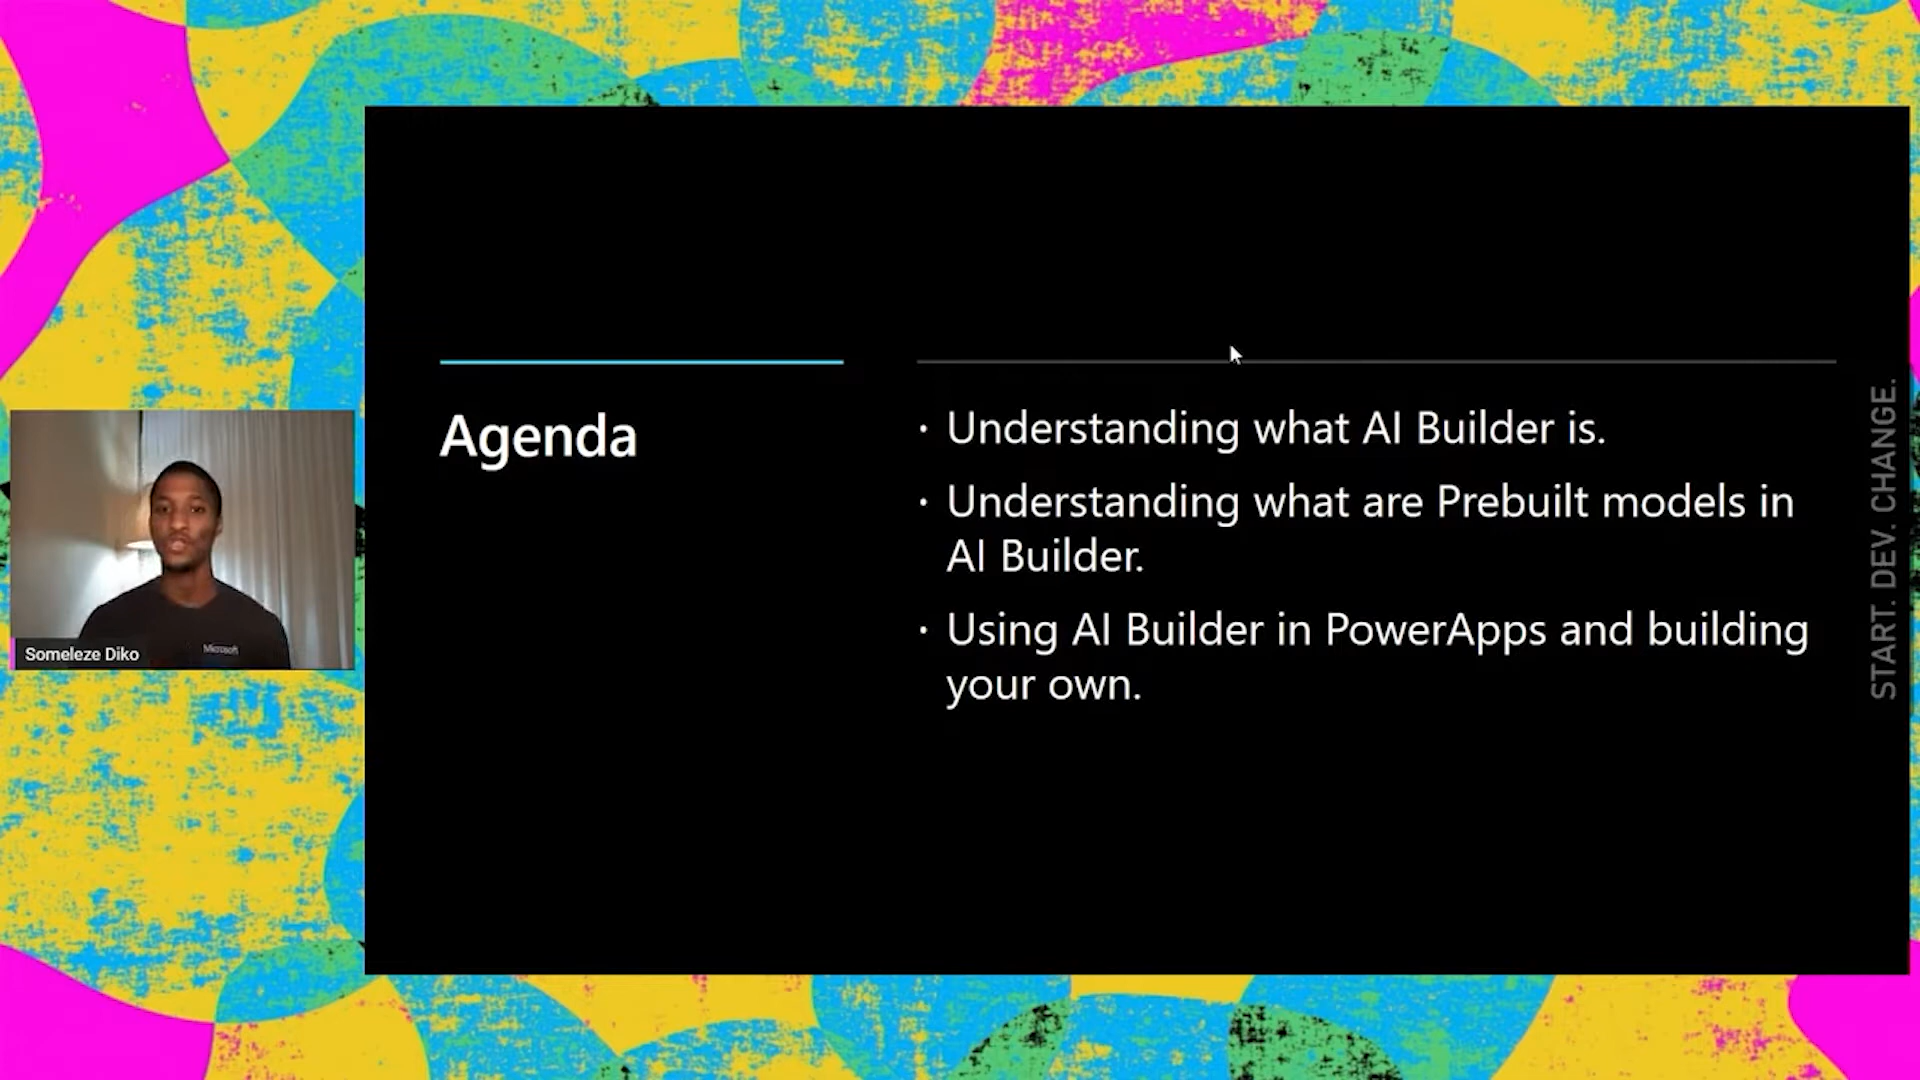 Agenda
· Understanding what AI Builder is.
· Understanding what are Prebuilt models in
AI Builder.
· Using AI Builder in PowerApps and building
your own.
START. DEV. CHANGE.
Microsoft
Someleze Diko